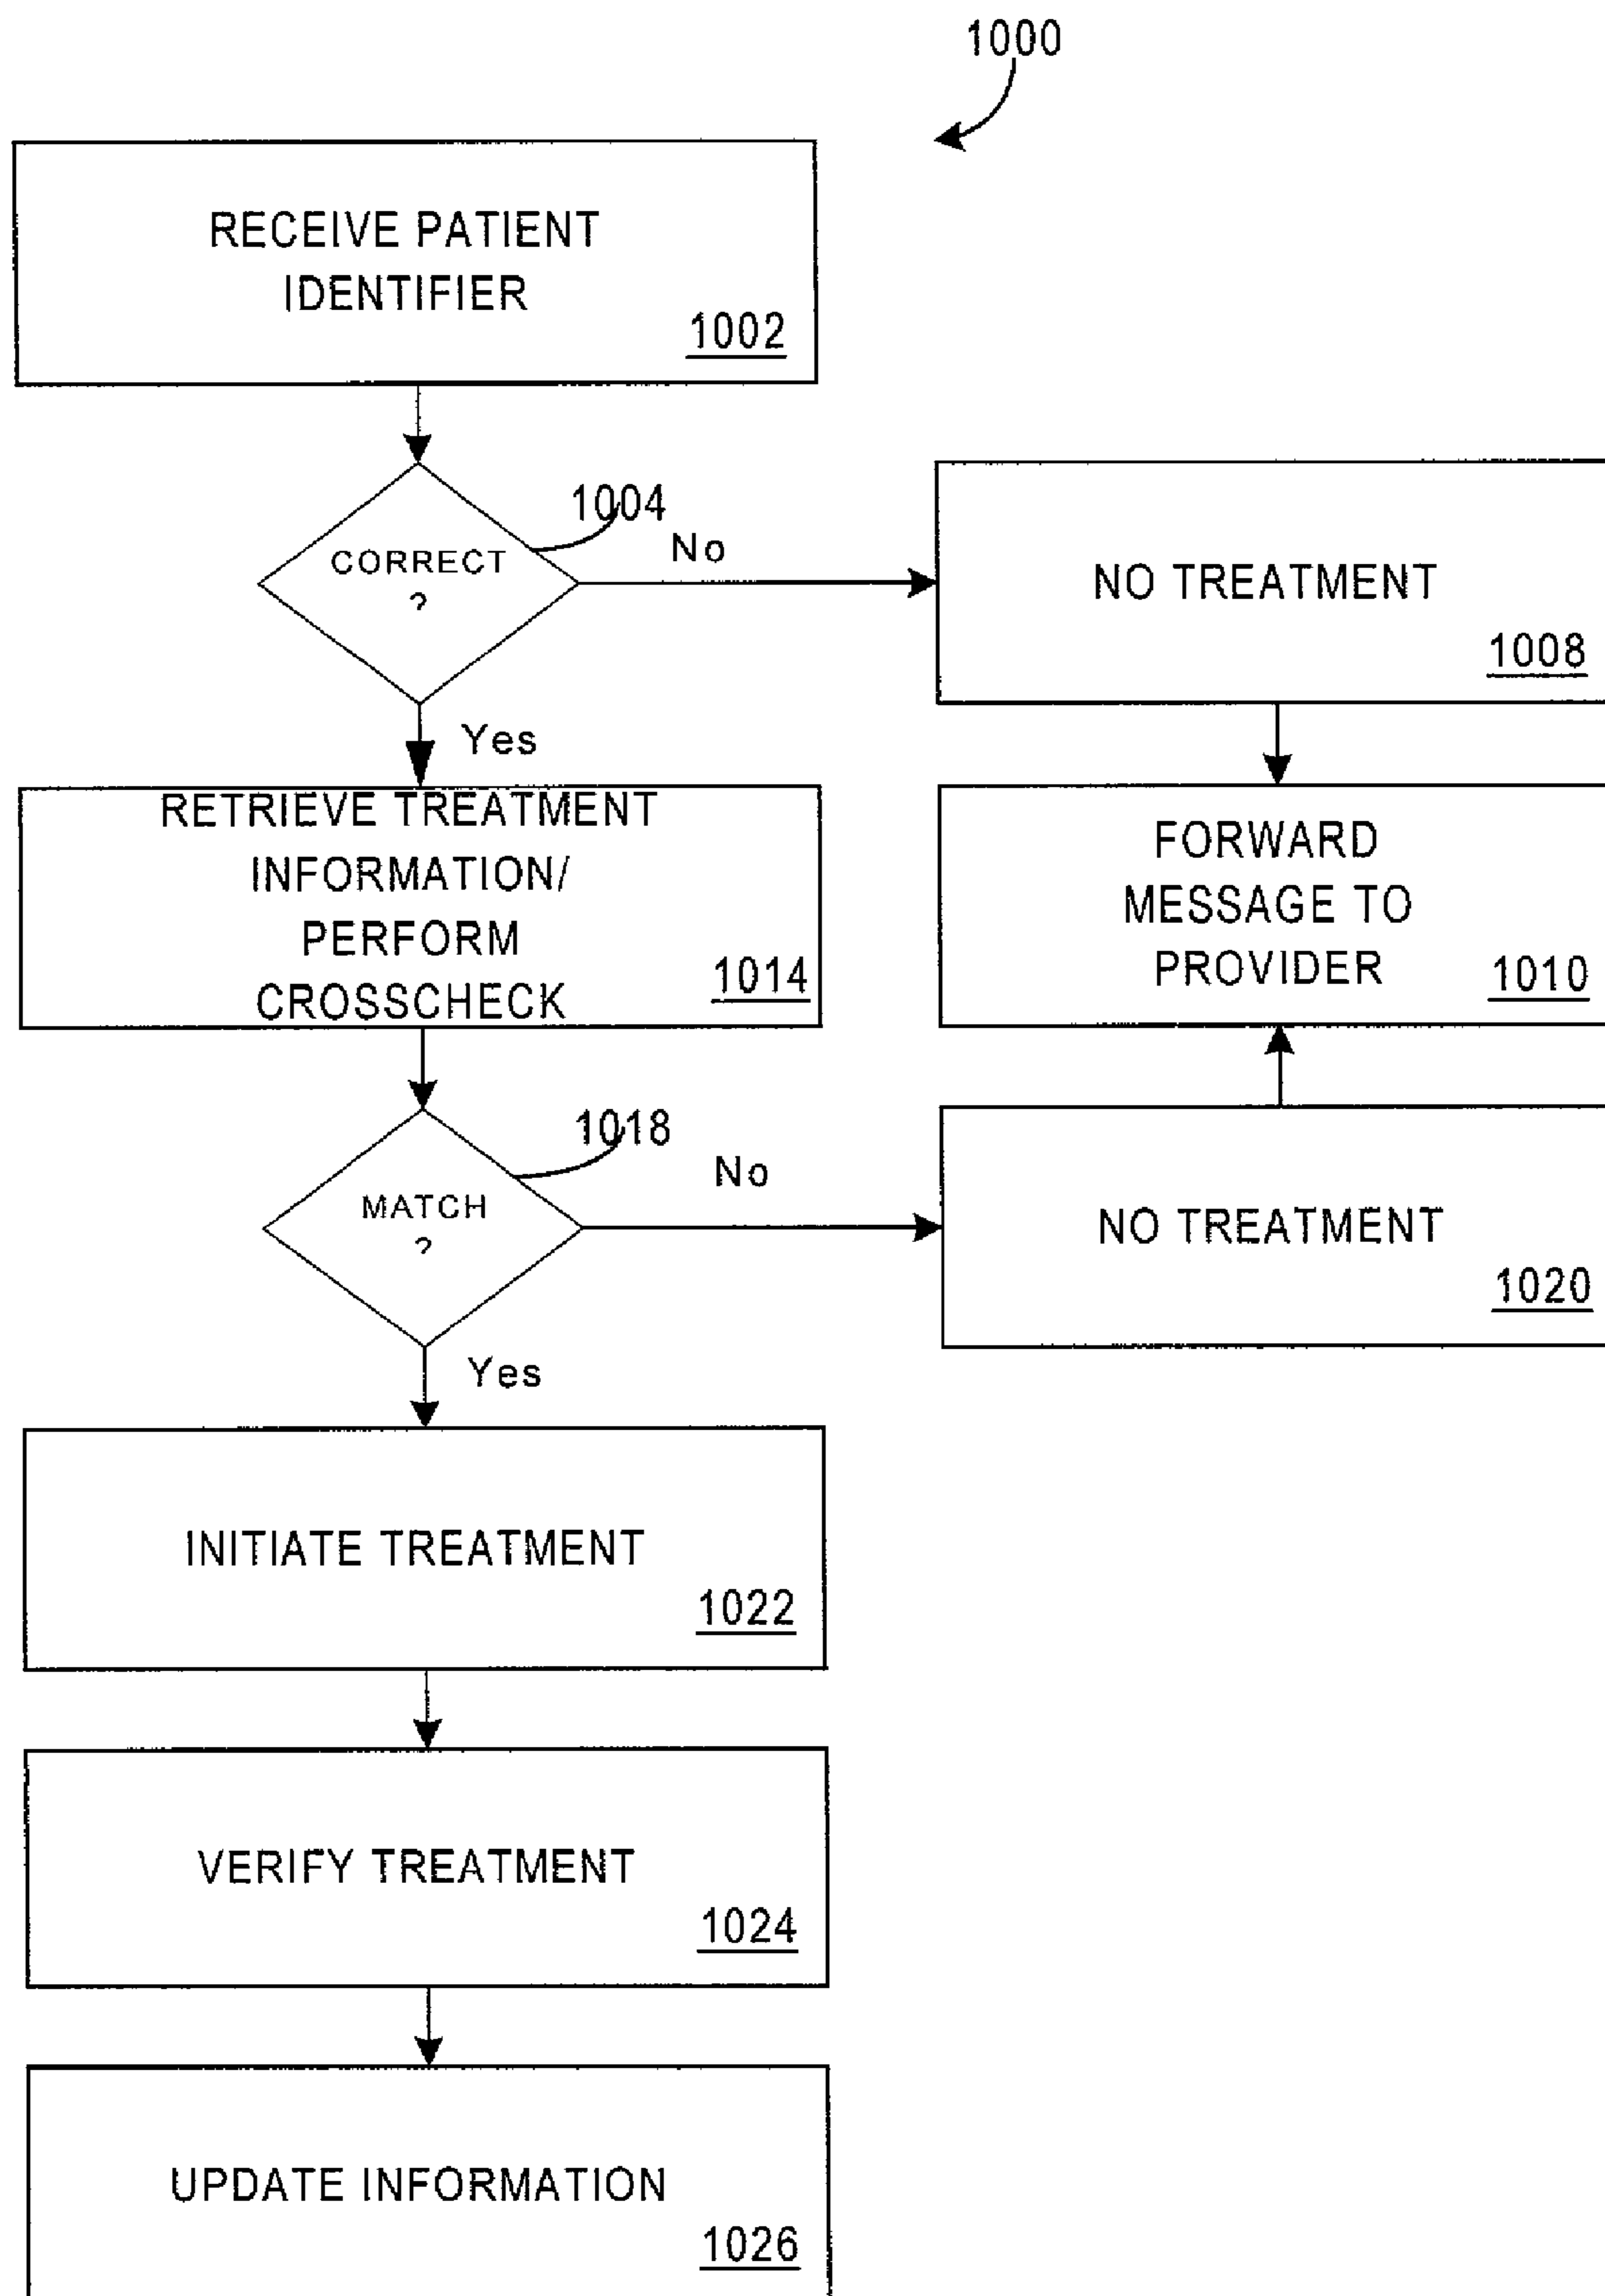 1000
RECEIVE PATIENT
IDENTIFIER
1002
1004
CORRECT
?
No
NO TREATMENT
1008
Yes
RETRIEVE TREATMENT
INFORMATION/
PERFORM
CROSSCHECK
1014
FORWARD
MESSAGE TO
PROVIDER
1010
1018
MATCH
?
No
NO TREATMENT
1020
Yes
INITIATE TREATMENT
1022
VERIFY TREATMENT
1024
UPDATE INFORMATION
1026